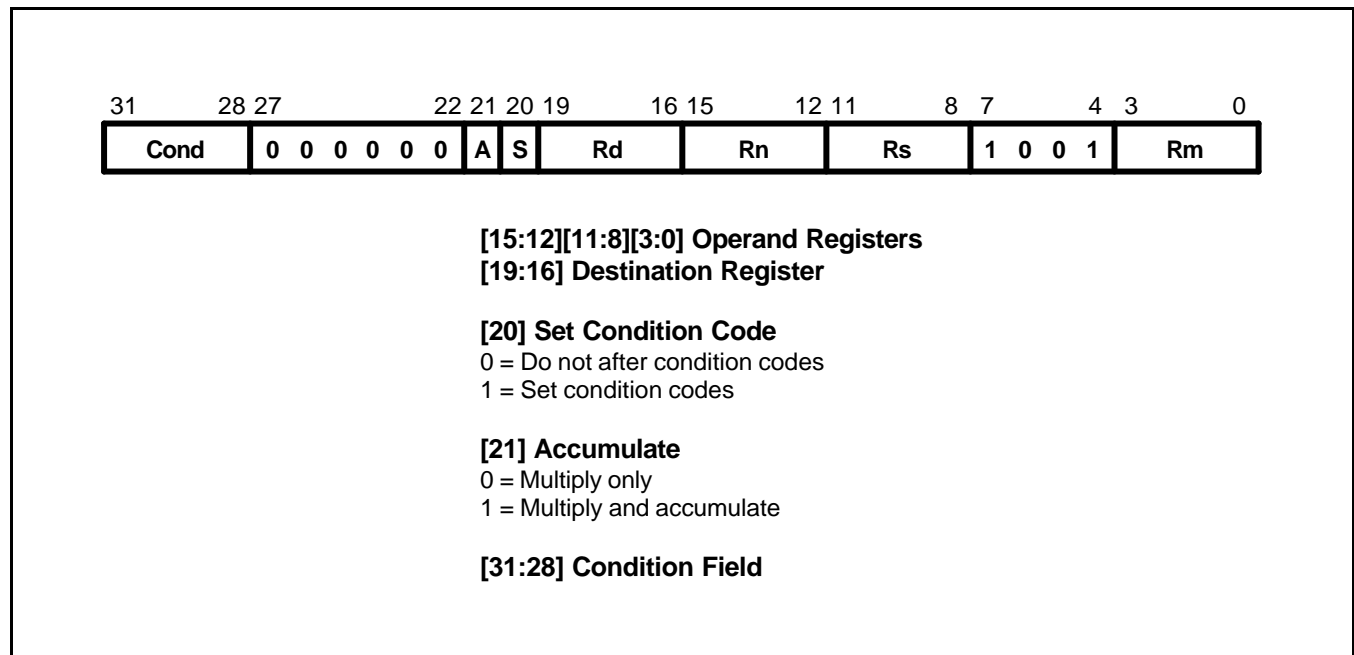 31 28 27 22 21 20 19 16 15 12 11 8 7 4 3 0
Cond 0 0 0 0 0 0 A S Rd Rn Rs 1 0 0 1 Rm
[15:12][11:8][3:0] Operand Registers
[19:16] Destination Register
[20] Set Condition Code
0 = Do not after condition codes
1 = Set condition codes
[21] Accumulate
0 = Multiply only
1 = Multiply and accumulate
[31:28] Condition Field